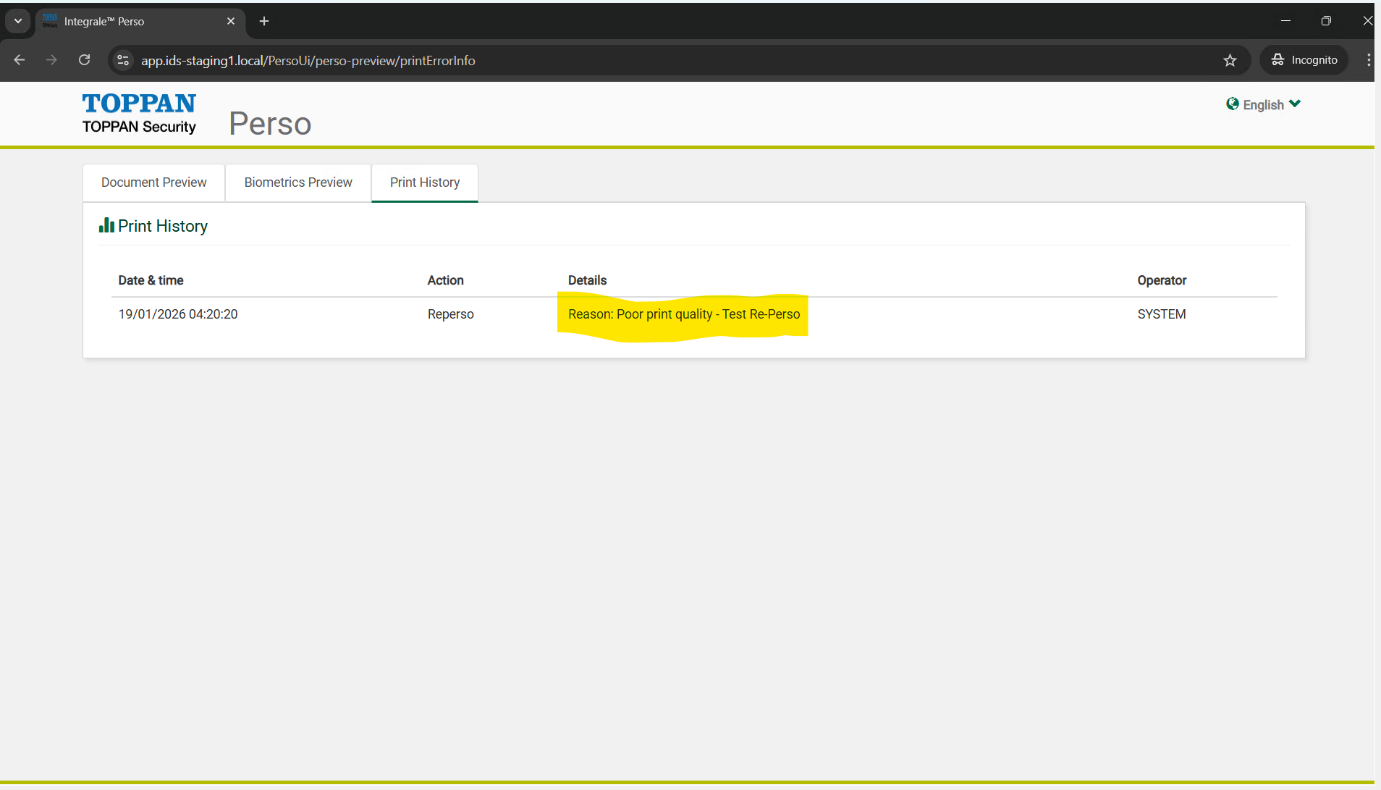 Integrale™ Perso
app.ids-staging1.local/PersoUi/perso-preview/printErrorInfo
Incognito
TOPPAN
TOPPAN Security
Perso
English
Document Preview Biometrics Preview Print History
Print History
Date & time Action Details Operator
19/01/2026 04:20:20 Reperso Reason: Poor print quality - Test Re-Perso SYSTEM